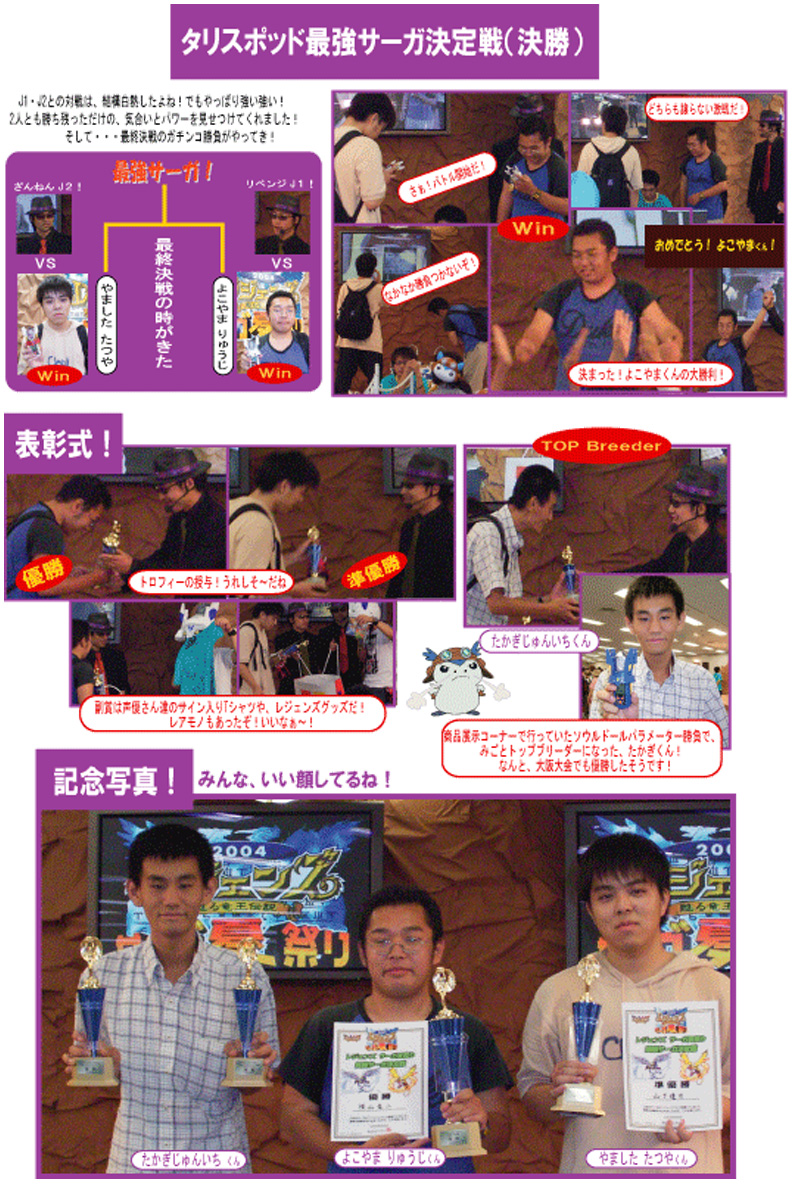 タリスポッド最強サーガ決定戦（決勝）
J1・J2との対戦は、結構白熱したよね！でもやっぱり強い強い！
2人とも勝ち残っただけの、気合いとパワーを見せつけてくれました！
そして・・・最終決戦のガチンコ勝負がやってき！
最強サーガ！
ざんねんJ2！
リベンジJ1！
VS
VS
最終決戦の時がきた
やました たつや
よこやま りゅうじ
Win
Win
さぁ！バトル開始だ！
どちらも譲らない激戦だ！
Win
なかなか勝負つかないぞ！
おめでとう！よこやまくん！
決まった！よこやまくんの大勝利！
表彰式！
優勝
トロフィーの授与！うれしそ～だね
準優勝
副賞は声優さん達のサイン入りTシャツや、レジェンズグッズだ！
レアモノもあったぞ！いいなぁ～！
TOP Breeder
たかぎじゅんいちくん
商品展示コーナーで行っていたソウルドールパラメーター勝負で、
みごとトップブリーダーになった、たかぎくん！
なんと、大阪大会でも優勝したそうです！
記念写真！
みんな、いい顔してるね！
2004
ジェンズ
甦る竜王伝説
祭り
優勝
準優勝
たかぎじゅんいち くん
よこやま りゅうじくん
やました たつやくん